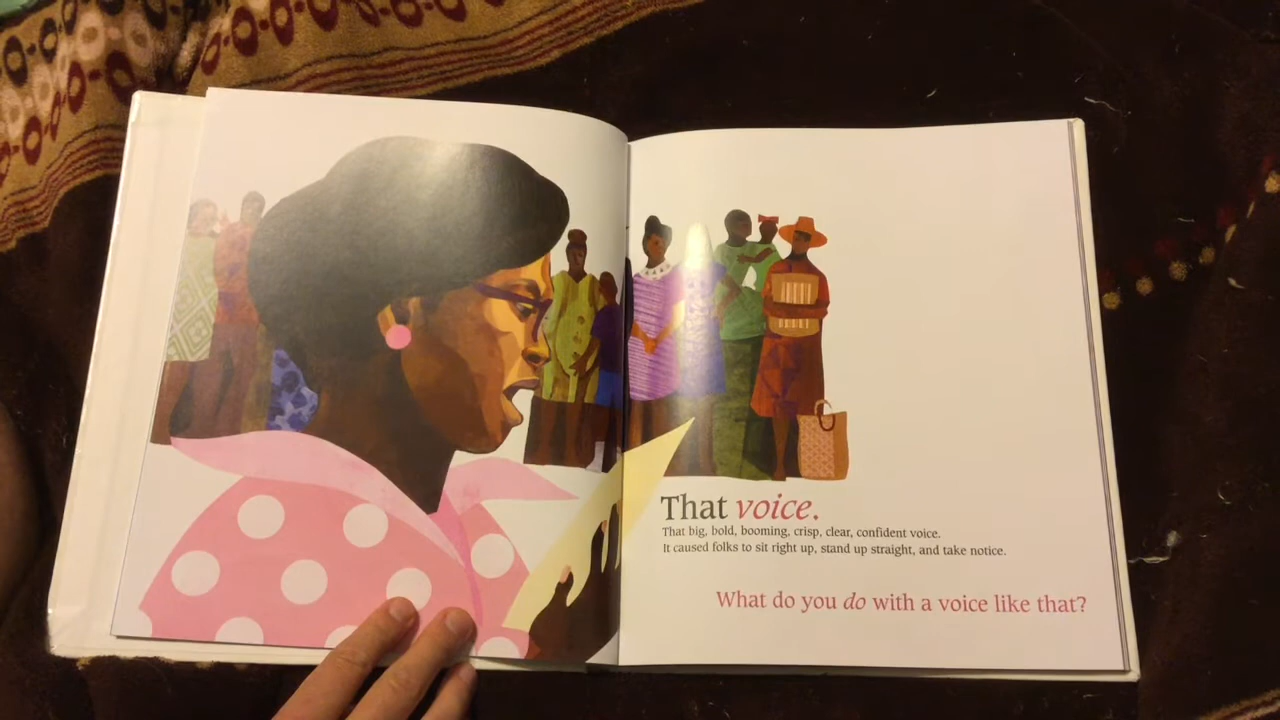 That voice.
That big, bold, booming, crisp, clear, confident voice.
It caused folks to sit right up, stand up straight, and take notice.
What do you do with a voice like that?